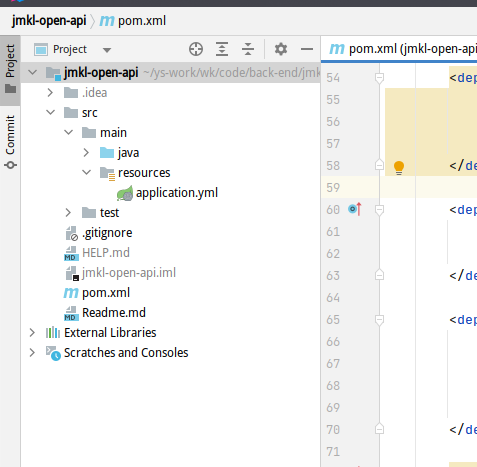 jmkl-open-api pom.xml
Project
Commit
Project
jmkl-open-api ~/ys-work/wk/code/back-end/jmk
.idea
src
main
java
resources
application.yml
test
.gitignore
HELP.md
jmkl-open-api.iml
pom.xml
Readme.md
External Libraries
Scratches and Consoles
pom.xml (jmkl-open-api
54 <dep
55
56
57
58 </de
59
60 <dep
61
62
63 </de
64
65 <dep
66
67
68
69
70 </de
71